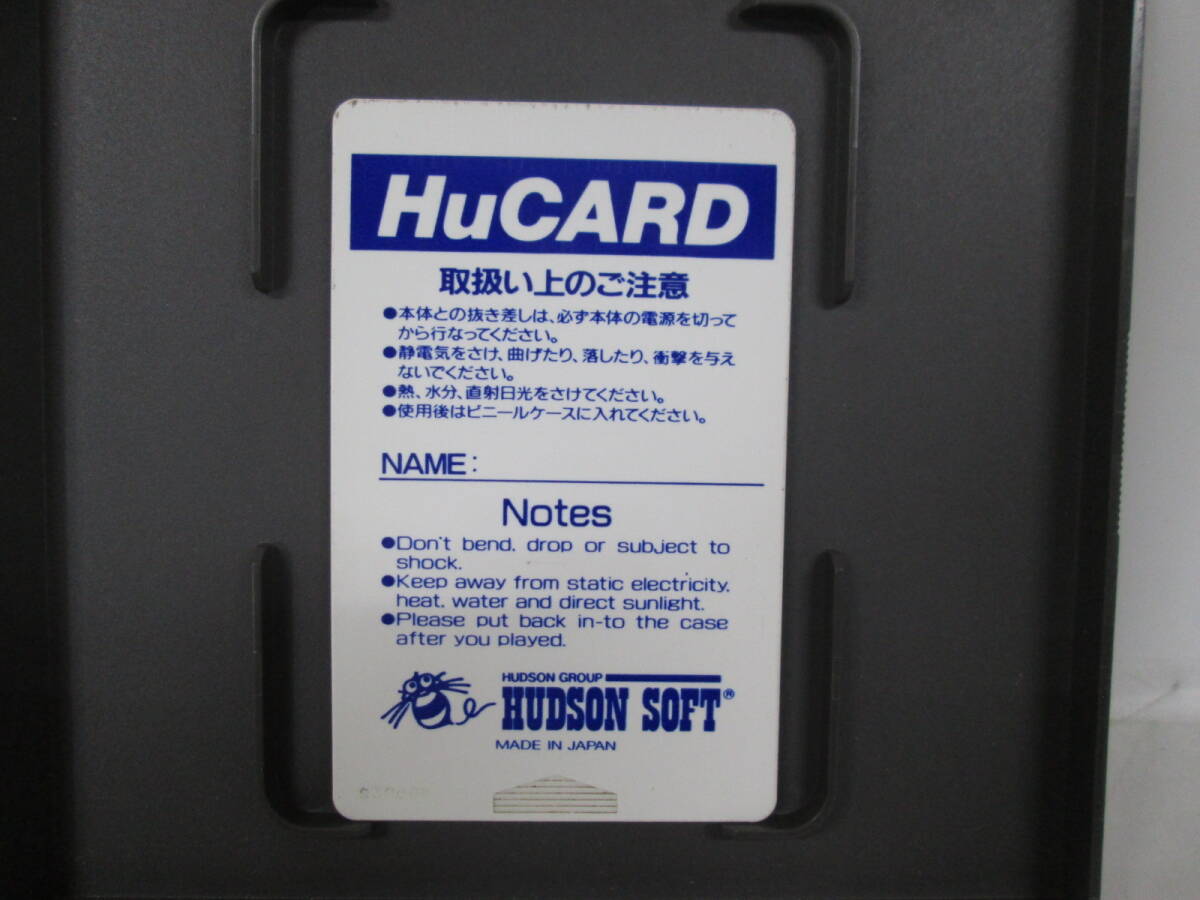 HuCARD
取扱い上のご注意
●本体との抜き差しは、必ず本体の電源を切って
から行なってください。
●静電気をさけ、曲げたり、落したり、衝撃を与え
ないでください。
●熱、水分、直射日光をさけてください。
●使用後はビニールケースに入れてください。
NAME:
Notes
●Don't bend, drop or subject to
shock.
●Keep away from static electricity,
heat, water and direct sunlight.
●Please put back in-to the case
after you played.
HUDSON GROUP
HUDSON SOFT®
MADE IN JAPAN